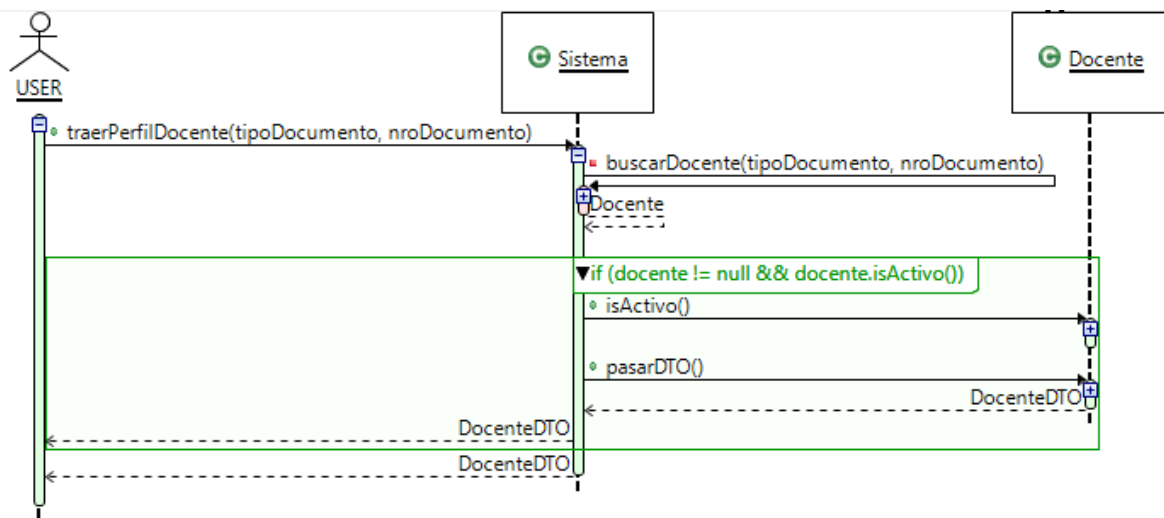 USER
C Sistema
C Docente
traerPerfilDocente(tipoDocumento, nroDocumento)
buscarDocente(tipoDocumento, nroDocumento)
Docente
if (docente != null && docente.isActivo())
isActivo()
pasarDTO()
DocenteDTO
DocenteDTO
DocenteDTO